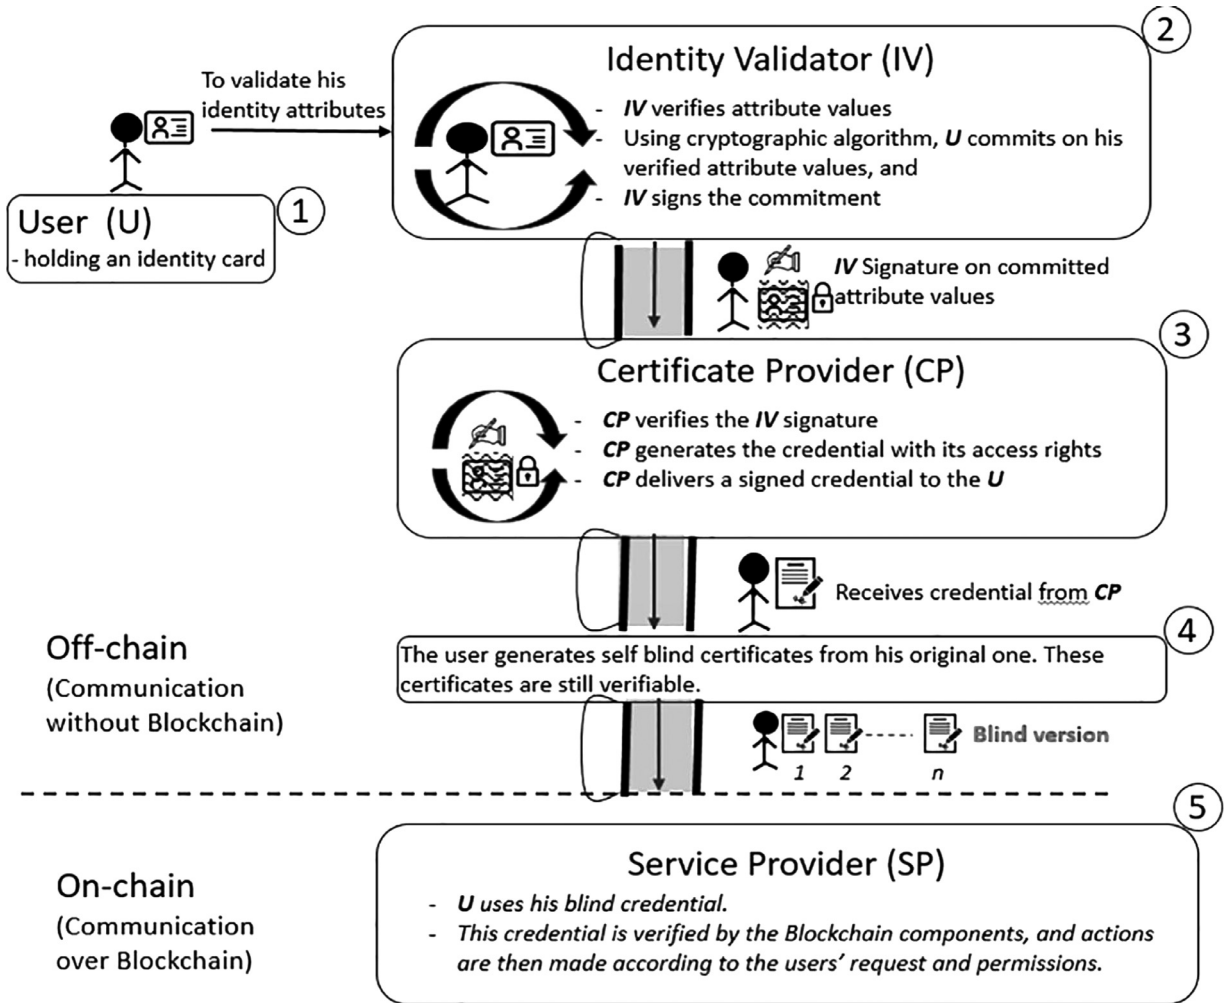 2
Identity Validator (IV)
To validate his
identity attributes
- IV verifies attribute values
- Using cryptographic algorithm, U commits on his
verified attribute values, and
- IV signs the commitment
1
User (U)
- holding an identity card
IV Signature on committed
attribute values
3
Certificate Provider (CP)
- CP verifies the IV signature
- CP generates the credential with its access rights
- CP delivers a signed credential to the U
Receives credential from CP
4
Off-chain
(Communication
without Blockchain)
The user generates self blind certificates from his original one. These
certificates are still verifiable.
Blind version
1 2 n
5
Service Provider (SP)
On-chain
(Communication
over Blockchain)
- U uses his blind credential.
- This credential is verified by the Blockchain components, and actions
are then made according to the users' request and permissions.